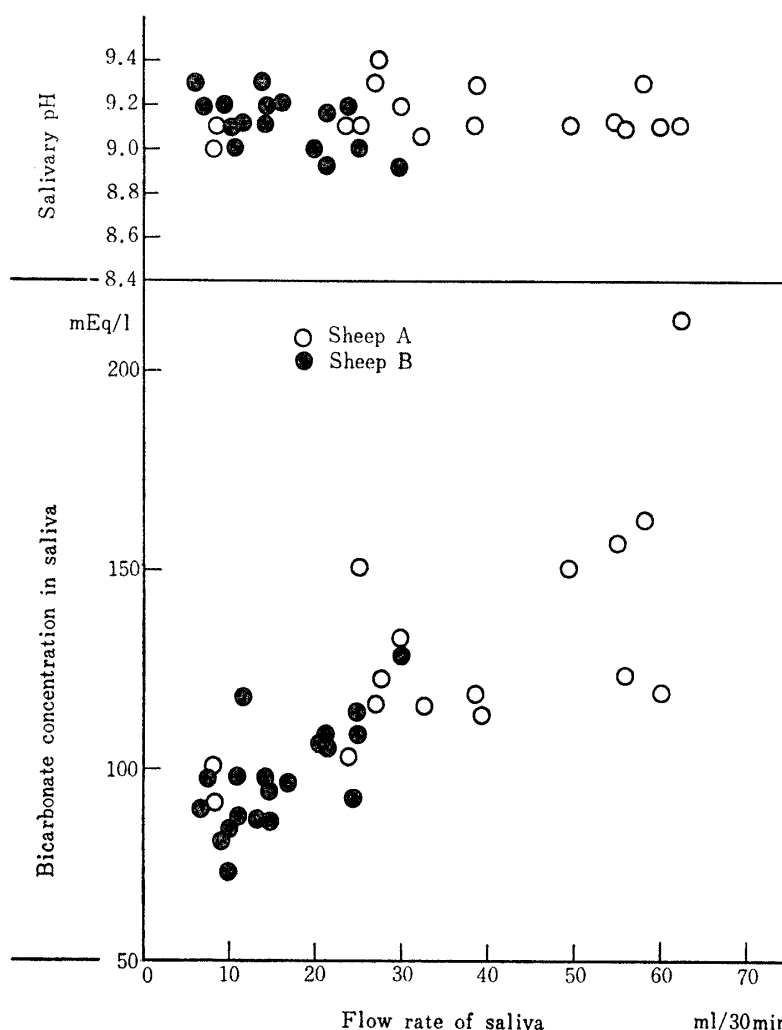 Salivary pH
9.4
9.2
9.0
8.8
8.6
8.4
mEq/l
Sheep A
Sheep B
200
150
100
50
Bicarbonate concentration in saliva
0 10 20 30 40 50 60 70
Flow rate of saliva ml/30min